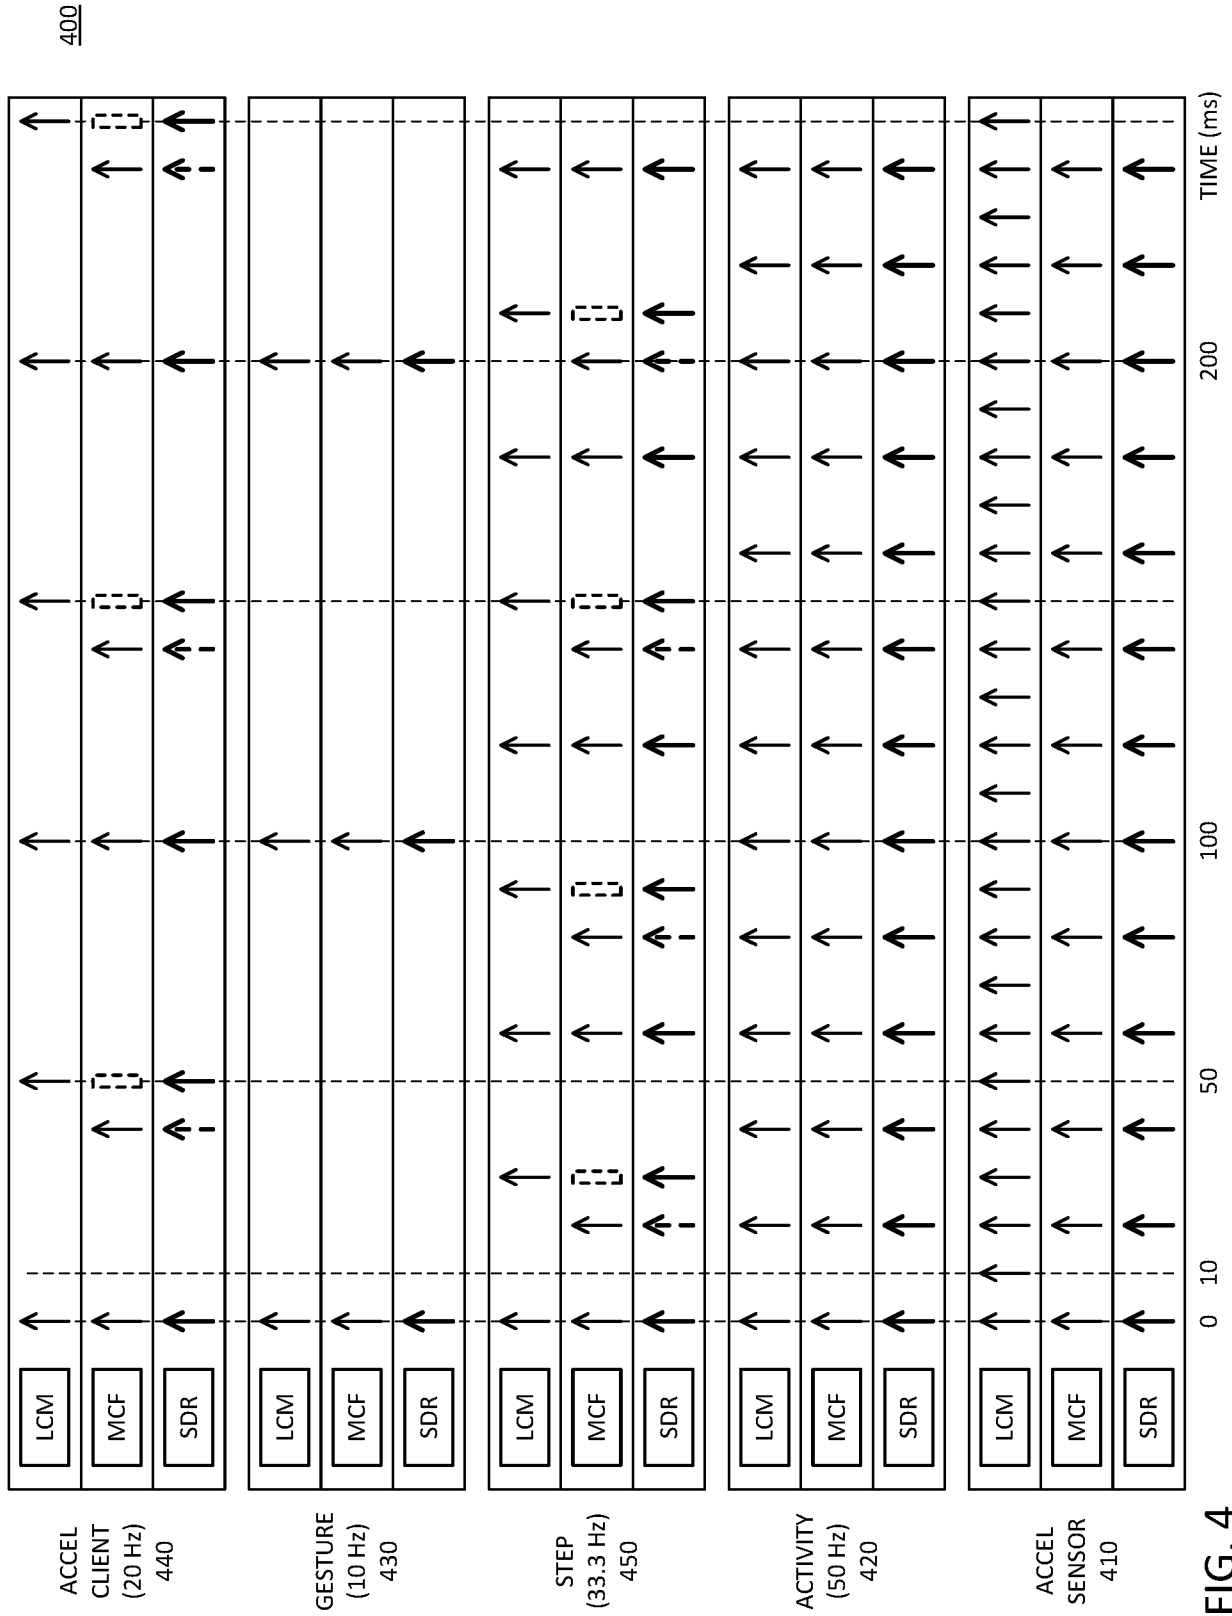 400
ACCEL
CLIENT
(20 Hz)
440
LCM
MCF
SDR
GESTURE
(10 Hz)
430
LCM
MCF
SDR
STEP
(33.3 Hz)
450
LCM
MCF
SDR
ACTIVITY
(50 Hz)
420
LCM
MCF
SDR
ACCEL
SENSOR
410
LCM
MCF
SDR
0 10 50 100 200 TIME (ms)
FIG. 4